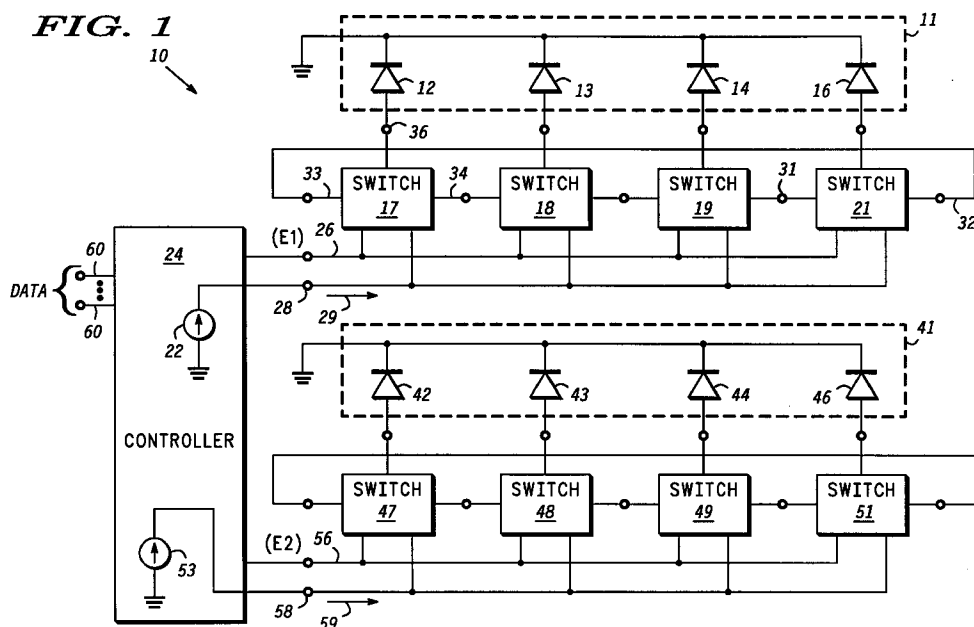 FIG. 1
10
11
12
13
14
16
36
33
SWITCH
17
34
SWITCH
18
SWITCH
19
31
SWITCH
21
32
(E1)
26
24
60
DATA {
60
28
29
22
41
42
43
44
46
CONTROLLER
SWITCH
47
SWITCH
48
SWITCH
49
SWITCH
51
(E2)
56
53
58
59